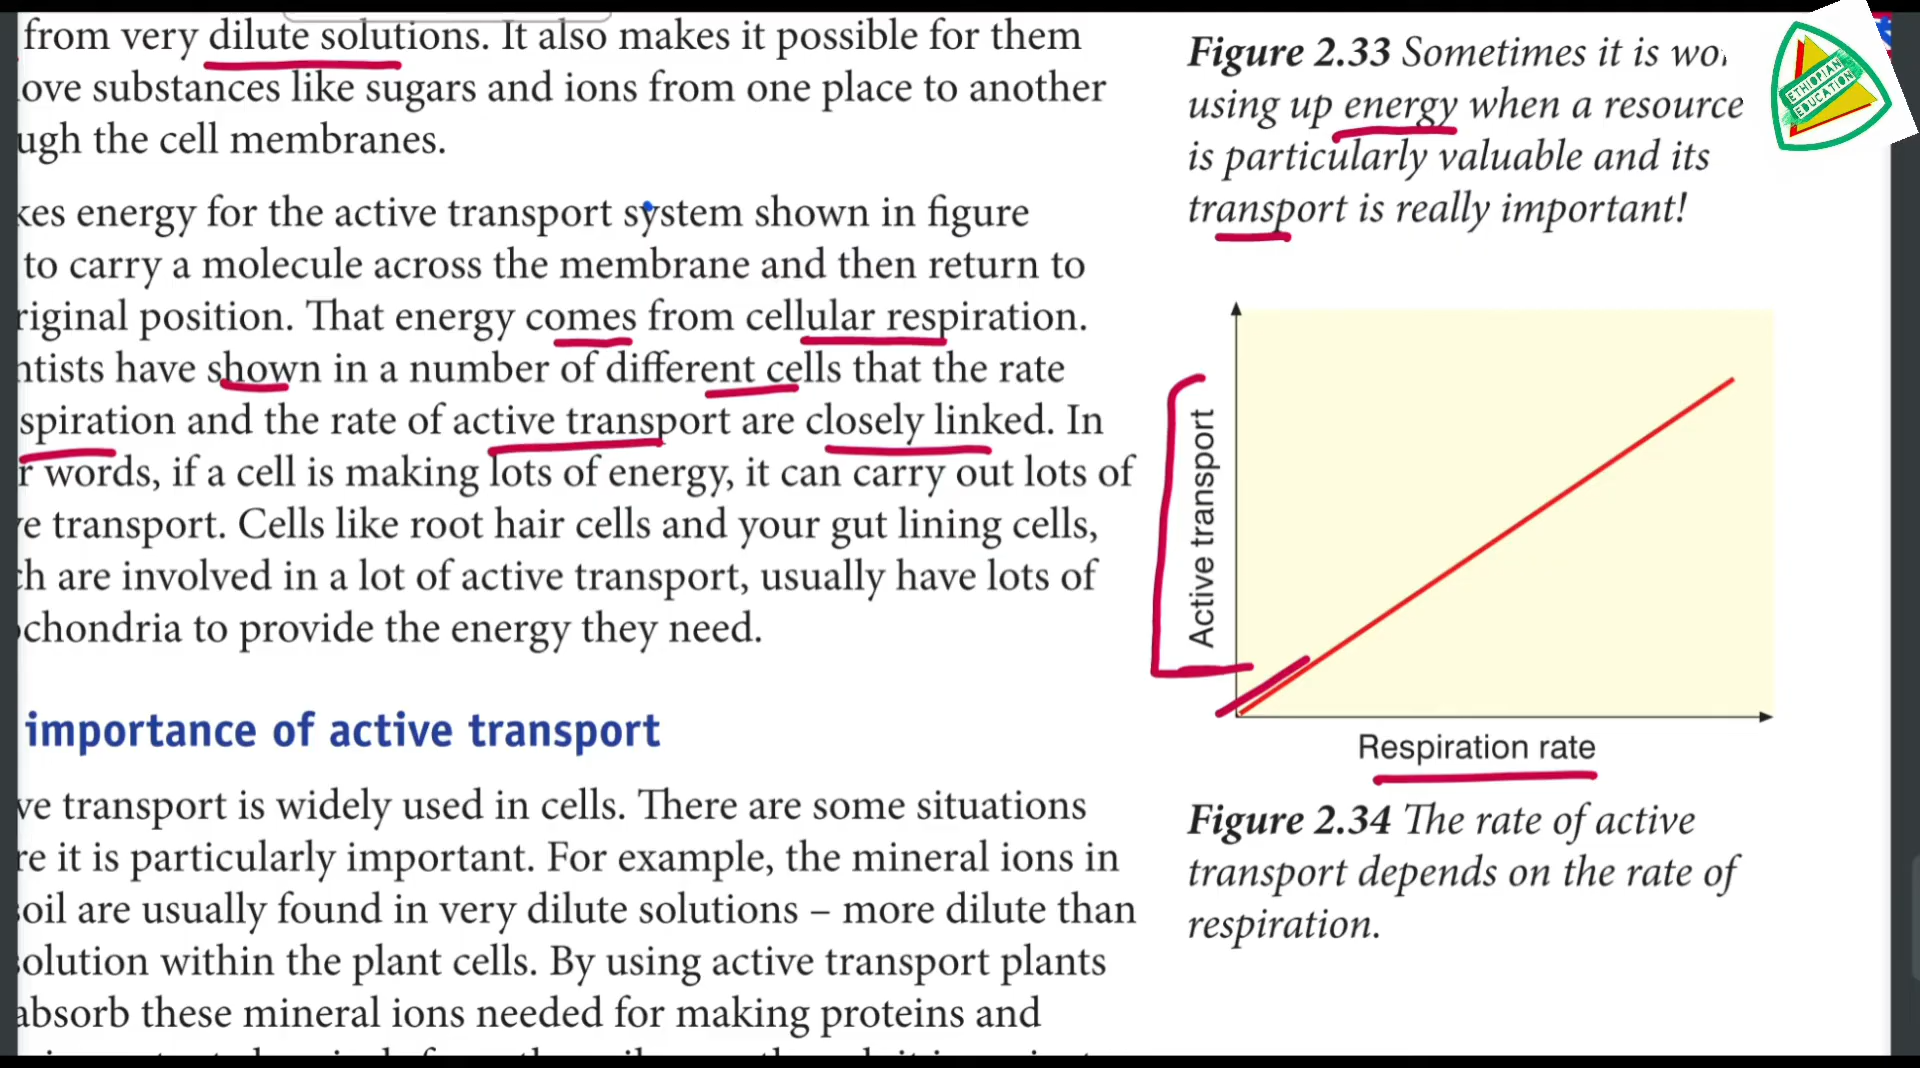 from very dilute solutions. It also makes it possible for them
ove substances like sugars and ions from one place to another
ugh the cell membranes.
kes energy for the active transport system shown in figure
to carry a molecule across the membrane and then return to
riginal position. That energy comes from cellular respiration.
ntists have shown in a number of different cells that the rate
spiration and the rate of active transport are closely linked. In
r words, if a cell is making lots of energy, it can carry out lots of
ve transport. Cells like root hair cells and your gut lining cells,
ch are involved in a lot of active transport, usually have lots of
ochondria to provide the energy they need.
importance of active transport
ve transport is widely used in cells. There are some situations
re it is particularly important. For example, the mineral ions in
soil are usually found in very dilute solutions – more dilute than
solution within the plant cells. By using active transport plants
absorb these mineral ions needed for making proteins and
Figure 2.33 Sometimes it is wor
using up energy when a resource
is particularly valuable and its
transport is really important!
Active transport
Respiration rate
Figure 2.34 The rate of active
transport depends on the rate of
respiration.
ETHIOPIAN
EDUCATION